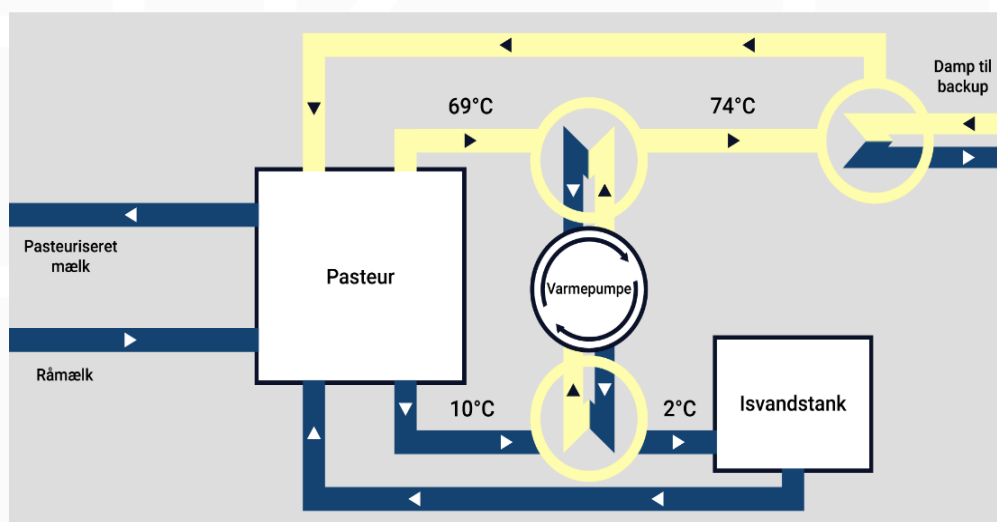 Damp til
backup
69°C
74°C
Pasteuriseret
mælk
Pasteur
Varmepumpe
Råmælk
10°C
2°C
Isvandstank